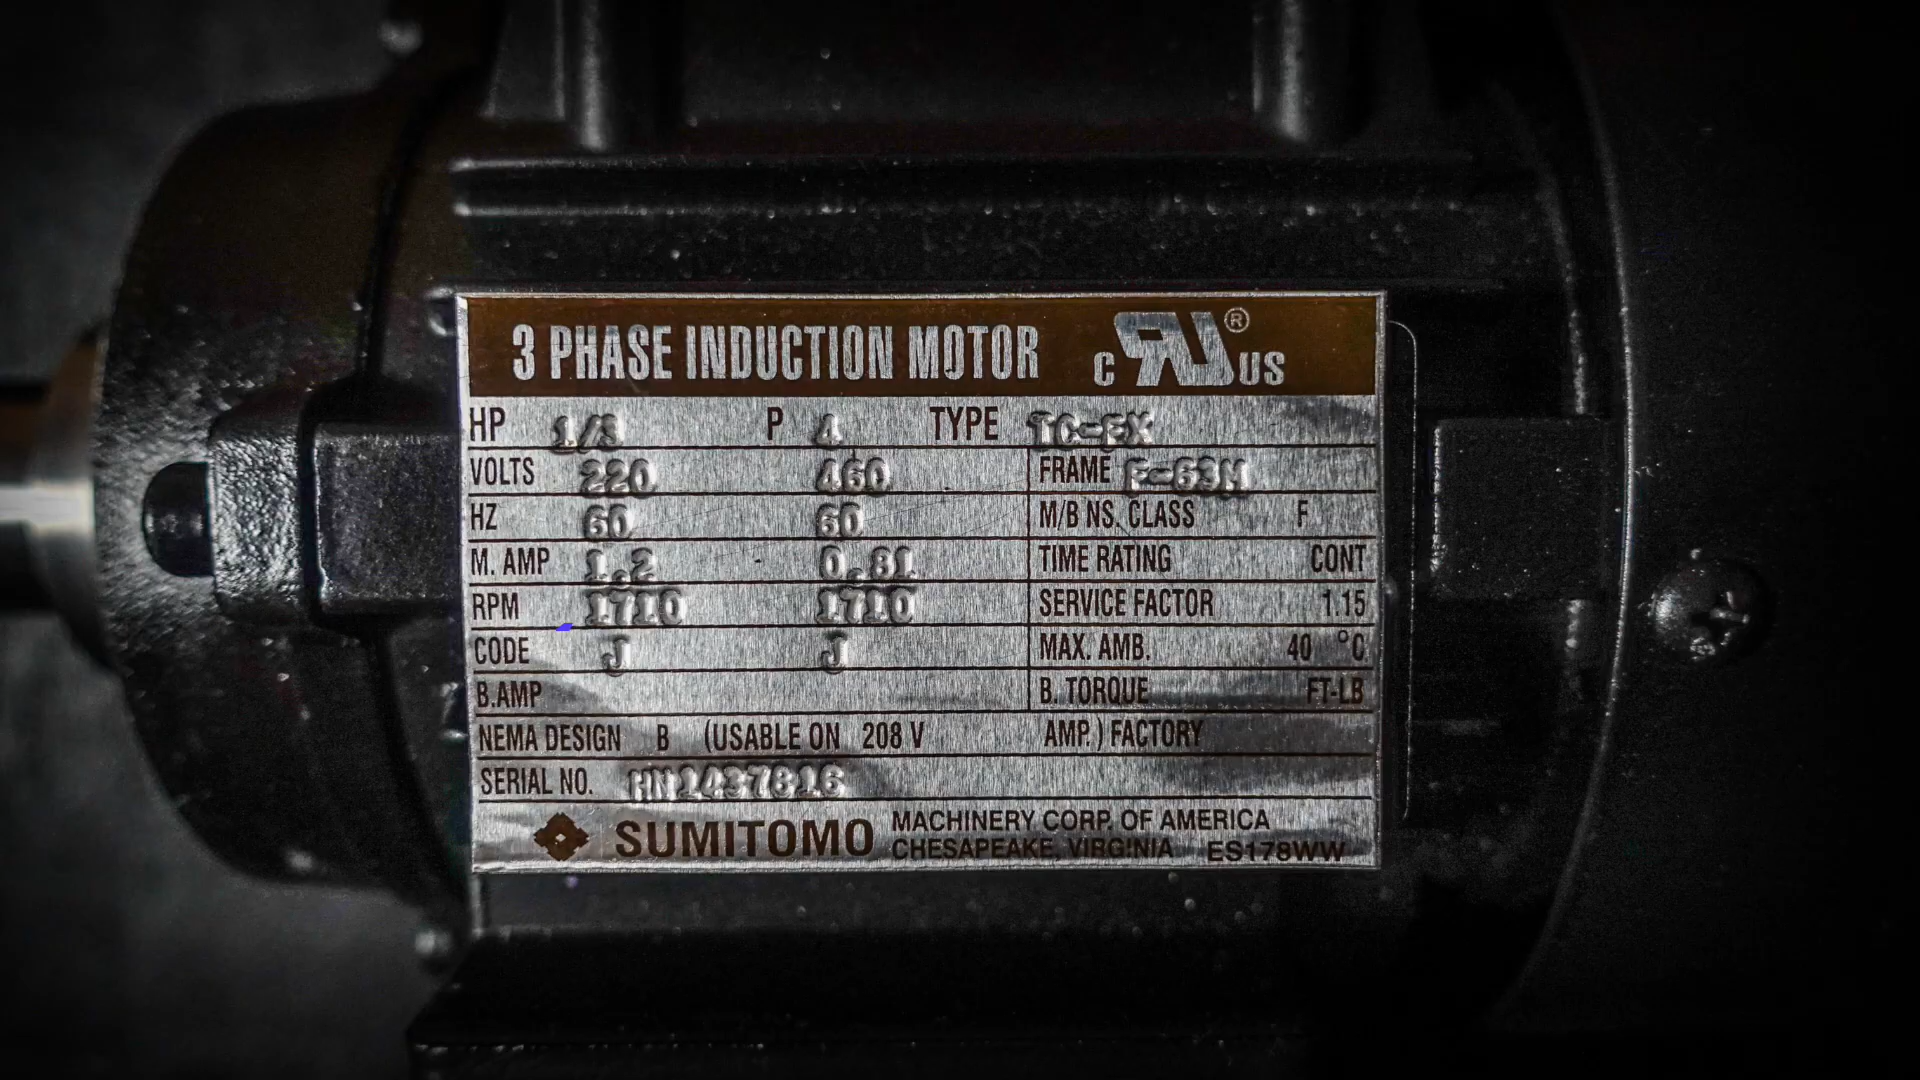 3 PHASE INDUCTION MOTOR C RU ® US
HP 1/3 P 4 TYPE TC-FX
VOLTS 220 460 FRAME F-63M
HZ 60 60 M/B NS. CLASS F
M. AMP 1.2 0.81 TIME RATING CONT
RPM 1710 1710 SERVICE FACTOR 1.15
CODE J J MAX. AMB. 40 °C
B.AMP B. TORQUE FT-LB
NEMA DESIGN B (USABLE ON 208 V AMP.) FACTORY
SERIAL NO. HN1437816
SUMITOMO MACHINERY CORP. OF AMERICA
CHESAPEAKE, VIRGINIA ES178WW